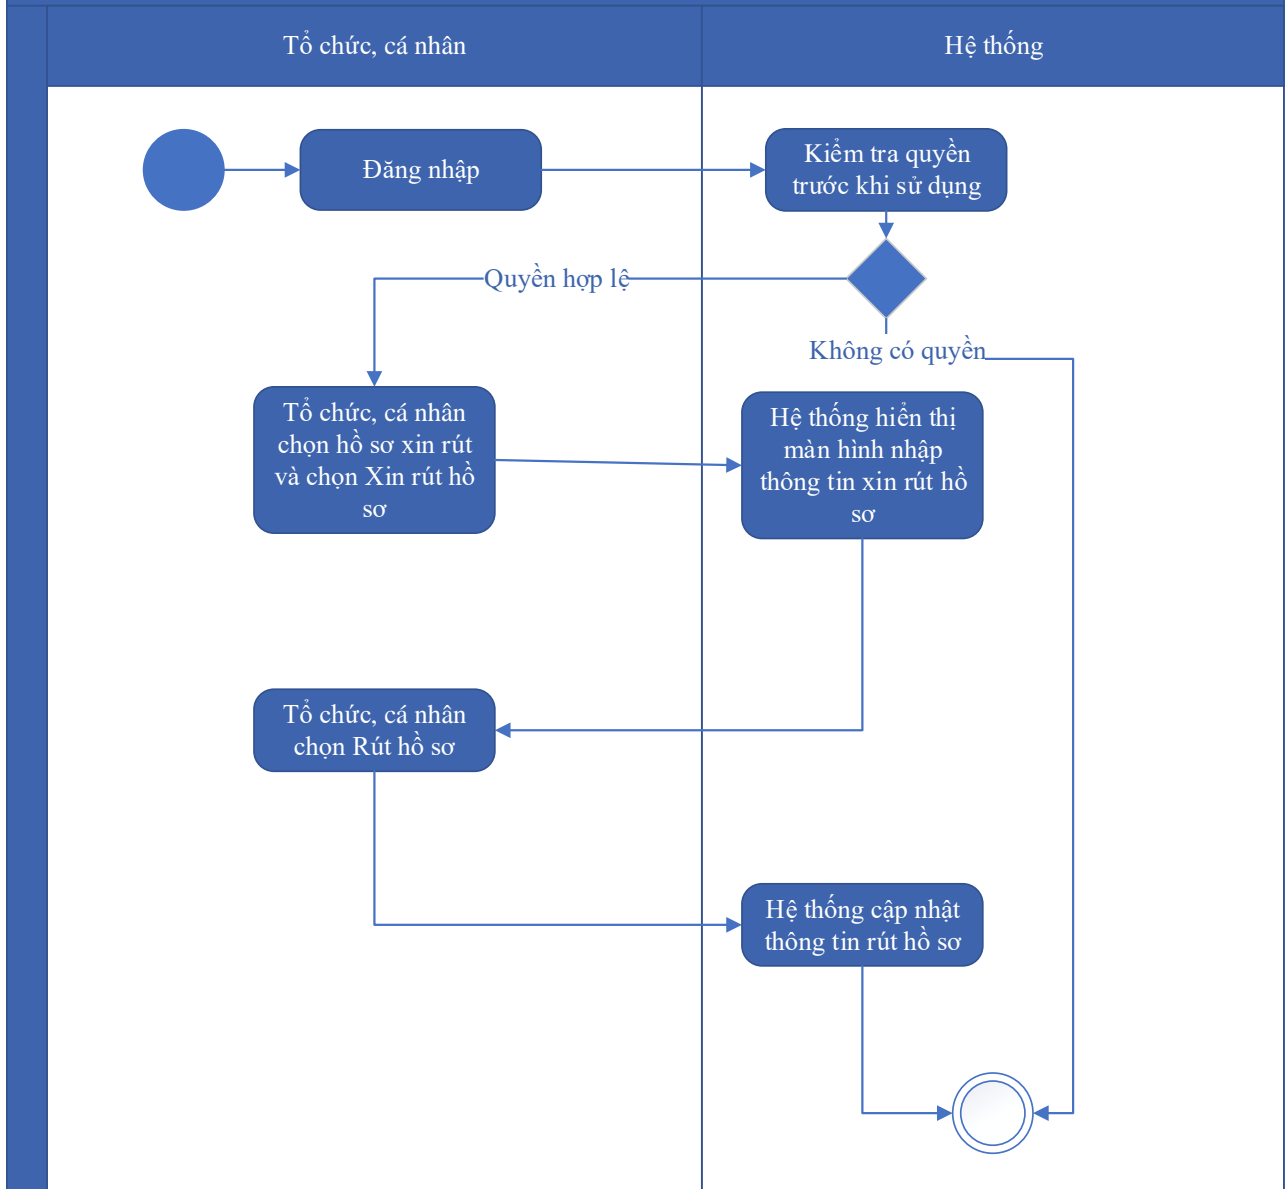 Tổ chức, cá nhân
Hệ thống
Đăng nhập
Kiểm tra quyền
trước khi sử dụng
Quyền hợp lệ
Không có quyền
Tổ chức, cá nhân
chọn hồ sơ xin rút
và chọn Xin rút hồ
sơ
Hệ thống hiển thị
màn hình nhập
thông tin xin rút hồ
sơ
Tổ chức, cá nhân
chọn Rút hồ sơ
Hệ thống cập nhật
thông tin rút hồ sơ